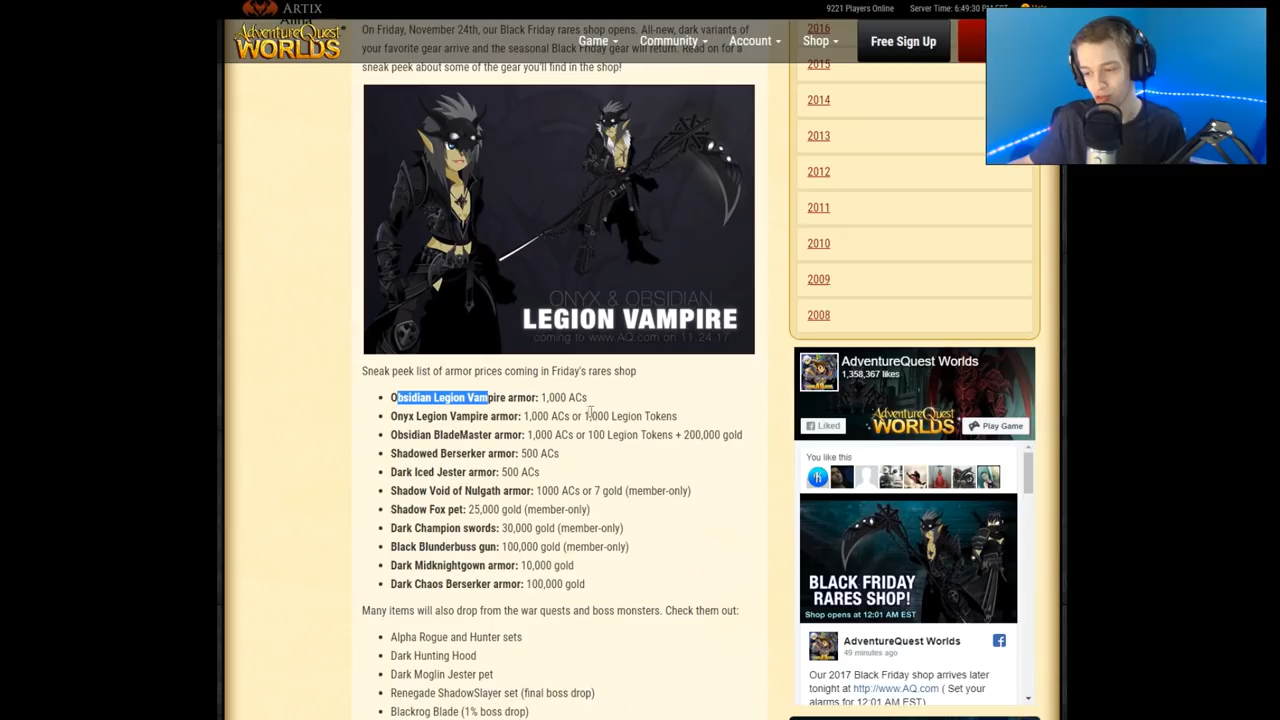 ARTIX
9221 Players Online
Server Time: 6:49:30 PM EST
AdventureQuest
WORLDS
Game
Community
Account
Shop
Free Sign Up
On Friday, November 24th, our Black Friday rares shop opens. All-new, dark variants of
your favorite gear arrive and the seasonal Black Friday gear will return. Read on for a
sneak peek about some of the gear you'll find in the shop!
ONYX & OBSIDIAN
LEGION VAMPIRE
coming to www.AQ.com on 11.24.17
Sneak peek list of armor prices coming in Friday's rares shop
Obsidian Legion Vampire armor: 1,000 ACs
Onyx Legion Vampire armor: 1,000 ACs or 1,000 Legion Tokens
Obsidian BladeMaster armor: 1,000 ACs or 100 Legion Tokens + 200,000 gold
Shadowed Berserker armor: 500 ACs
Dark Iced Jester armor: 500 ACs
Shadow Void of Nulgath armor: 1000 ACs or 7 gold (member-only)
Shadow Fox pet: 25,000 gold (member-only)
Dark Champion swords: 30,000 gold (member-only)
Black Blunderbuss gun: 100,000 gold (member-only)
Dark Midknightgown armor: 10,000 gold
Dark Chaos Berserker armor: 100,000 gold
Many items will also drop from the war quests and boss monsters. Check them out:
Alpha Rogue and Hunter sets
Dark Hunting Hood
Dark Moglin Jester pet
Renegade ShadowSlayer set (final boss drop)
Blackrog Blade (1% boss drop)
2016
2015
2014
2013
2012
2011
2010
2009
2008
AdventureQuest Worlds
1,358,367 likes
AdventureQuest
WORLDS
Liked
Play Game
You like this
BLACK FRIDAY
RARES SHOP!
Shop opens at 12:01 AM EST
AdventureQuest Worlds
49 minutes ago
Our 2017 Black Friday shop arrives later
tonight at http://www.AQ.com ( Set your
alarms for 12:01 AM EST)